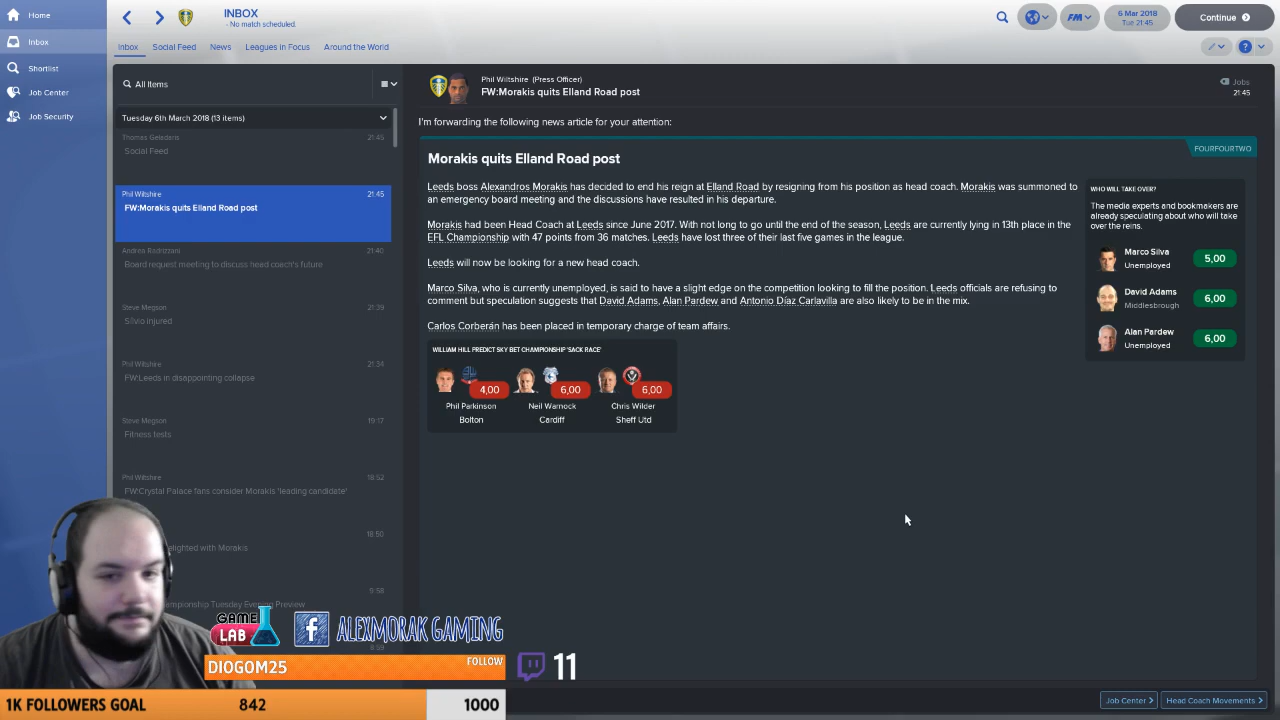 Home
Inbox
Shortlist
Job Center
Job Security
INBOX
- No match scheduled.
FM
6 Mar 2018
Tue 21:45
Continue
Inbox Social Feed News Leagues in Focus Around the World
?
All Items
Tuesday 6th March 2018 (13 items)
Thomas Geledaris 21:45
Social Feed
Phil Wiltshire 21:45
FW:Morakis quits Elland Road post
Andrea Radrizzani 21:40
Board request meeting to discuss head coach's future
Steve Megson 21:39
Silvio injured
Phil Wiltshire 21:34
FW:Leeds in disappointing collapse
Steve Megson 19:17
Fitness tests
Phil Wiltshire 18:52
FW:Crystal Palace fans consider Morakis 'leading candidate'
18:50
elighted with Morakis
9:58
ampionship Tuesday Evening Preview
8:59
Phil Wiltshire (Press Officer)
FW:Morakis quits Elland Road post
Jobs
21:45
I'm forwarding the following news article for your attention:
FOURFOURTWO
Morakis quits Elland Road post
Leeds boss Alexandros Morakis has decided to end his reign at Elland Road by resigning from his position as head coach. Morakis was summoned to
an emergency board meeting and the discussions have resulted in his departure.
Morakis had been Head Coach at Leeds since June 2017. With not long to go until the end of the season, Leeds are currently lying in 13th place in the
EFL Championship with 47 points from 36 matches. Leeds have lost three of their last five games in the league.
Leeds will now be looking for a new head coach.
Marco Silva, who is currently unemployed, is said to have a slight edge on the competition looking to fill the position. Leeds officials are refusing to
comment but speculation suggests that David Adams, Alan Pardew and Antonio Díaz Carlavilla are also likely to be in the mix.
Carlos Corberán has been placed in temporary charge of team affairs.
WILLIAM HILL PREDICT SKY BET CHAMPIONSHIP 'SACK RACE'
4,00 6,00 6,00
Phil Parkinson Neil Warnock Chris Wilder
Bolton Cardiff Sheff Utd
WHO WILL TAKE OVER?
The media experts and bookmakers are
already speculating about who will take
over the reins.
Marco Silva
Unemployed
5,00
David Adams
Middlesbrough
6,00
Alan Pardew
Unemployed
6,00
GAME
LAB
f
ALEXMORAK GAMING
DIOGOM25 FOLLOW
11
1K FOLLOWERS GOAL 842 1000
Job Center
Head Coach Movements